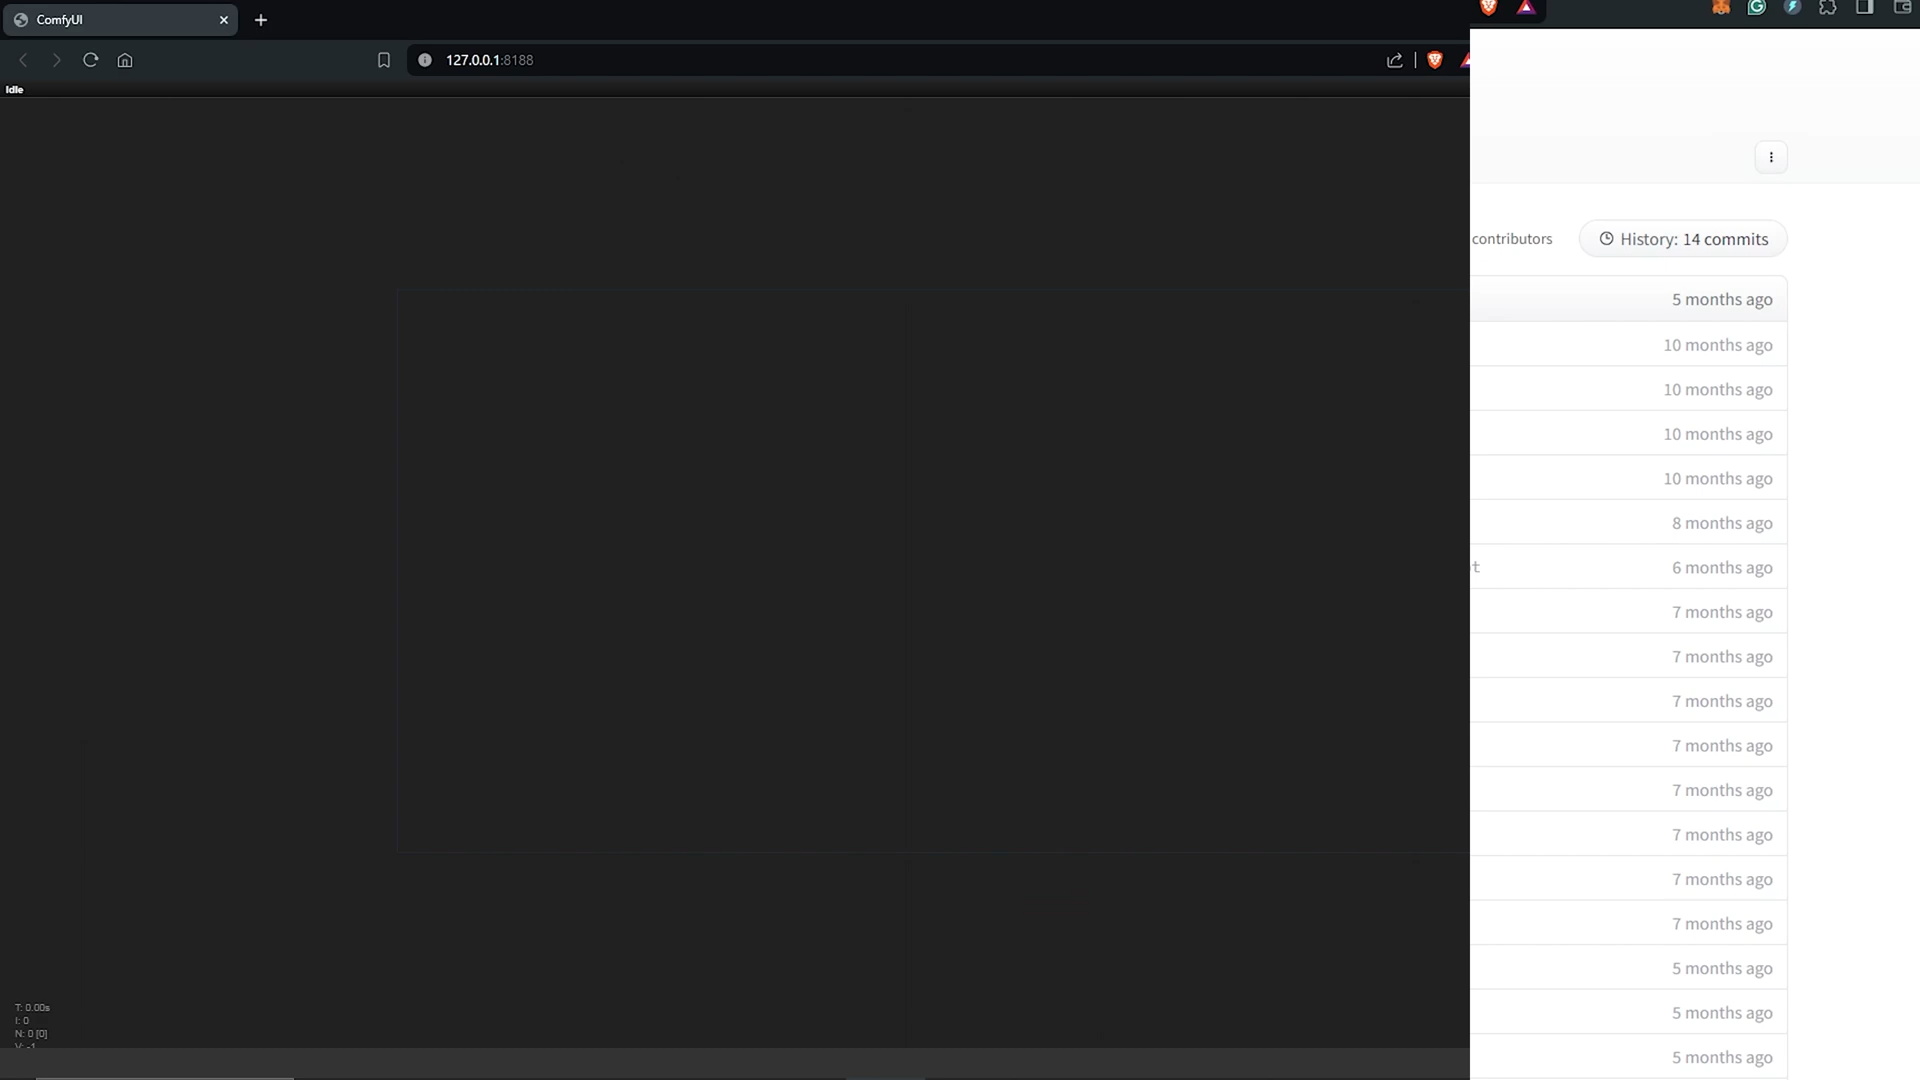 ComfyUI
127.0.0.1:8188
Idle
contributors
History: 14 commits
5 months ago
10 months ago
10 months ago
10 months ago
10 months ago
8 months ago
t 6 months ago
7 months ago
7 months ago
7 months ago
7 months ago
7 months ago
7 months ago
7 months ago
7 months ago
5 months ago
5 months ago
5 months ago
T: 0.00s
I: 0
N: 0 [0]
V: -1